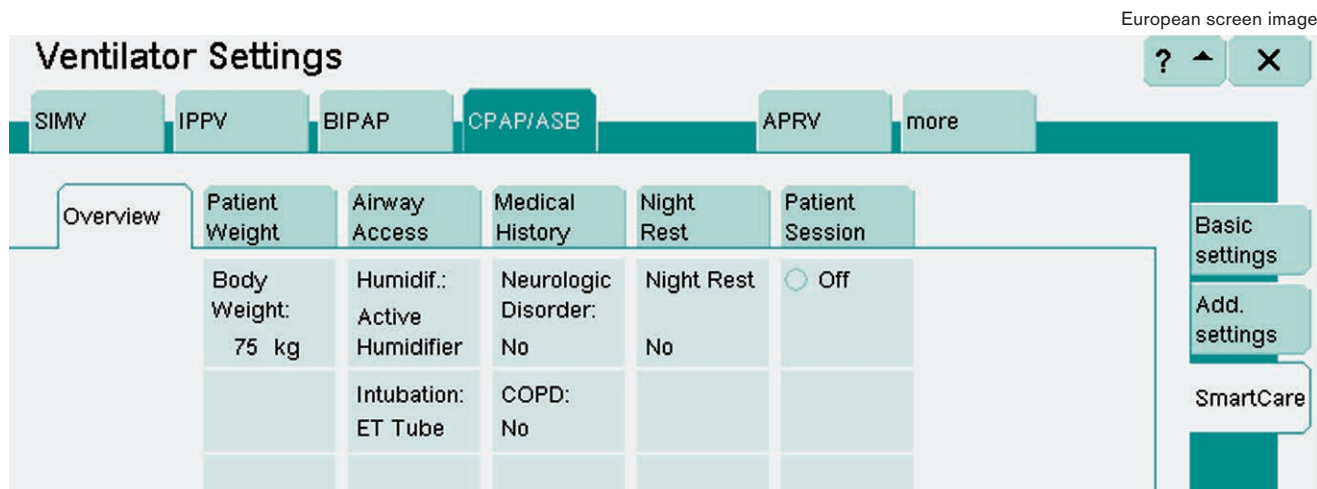 European screen image
Ventilator Settings
? ✕
SIMV IPPV BIPAP CPAP/ASB APRV more
Overview
Patient
Weight
Airway
Access
Medical
History
Night
Rest
Patient
Session
Body
Weight:
75 kg
Humidif.:
Active
Humidifier
Neurologic
Disorder:
No
Night Rest
No
Off
Intubation:
ET Tube
COPD:
No
Basic
settings
Add.
settings
SmartCare